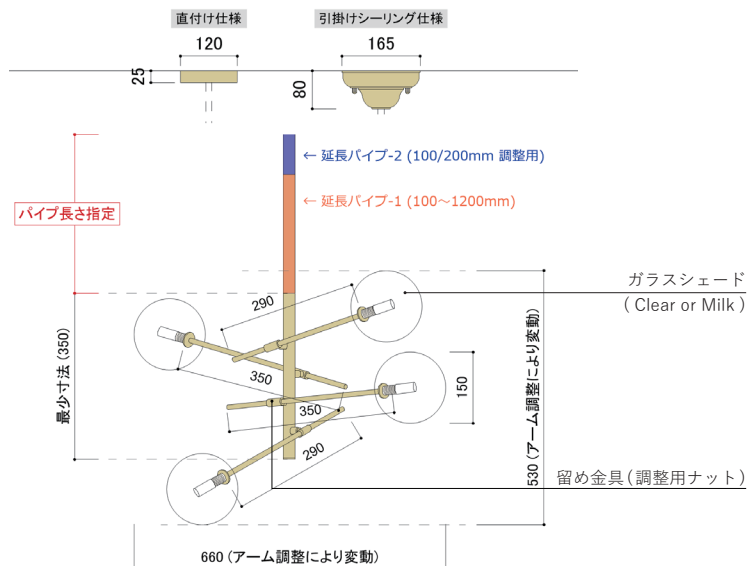 直付け仕様
引掛けシーリング仕様
120
165
25
80
← 延長パイプ-2 (100/200mm 調整用)
← 延長パイプ-1 (100～1200mm)
パイプ長さ指定
ガラスシェード
( Clear or Milk )
290
350
最少寸法 (350)
350
150
290
530 (アーム調整により変動)
留め金具(調整用ナット)
660 (アーム調整により変動)